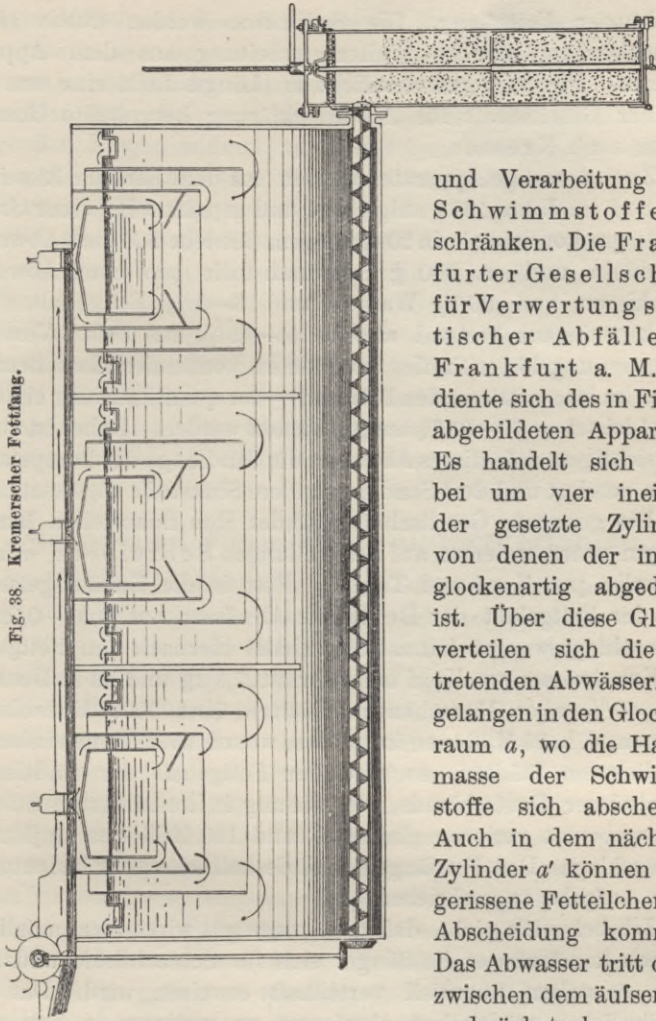 Fig. 38. Kremerscher Fettfang.
und Verarbeitung
Schwimmstoffe
schränken. Die Fra
furter Gesellsch
für Verwertung s
tischer Abfälle
Frankfurt a. M.
diente sich des in Fi
abgebildeten Appar
Es handelt sich
bei um vier inei
der gesetzte Zylin
von denen der in
glockenartig abged
ist. Über diese Gl
verteilen sich die
tretenden Abwässer,
gelangen in den Gloc
raum a, wo die Ha
masse der Schwi
stoffe sich absche
Auch in dem näch
Zylinder a' können
gerissene Fetteilchen
Abscheidung kom
Das Abwasser tritt d
zwischen dem äufser